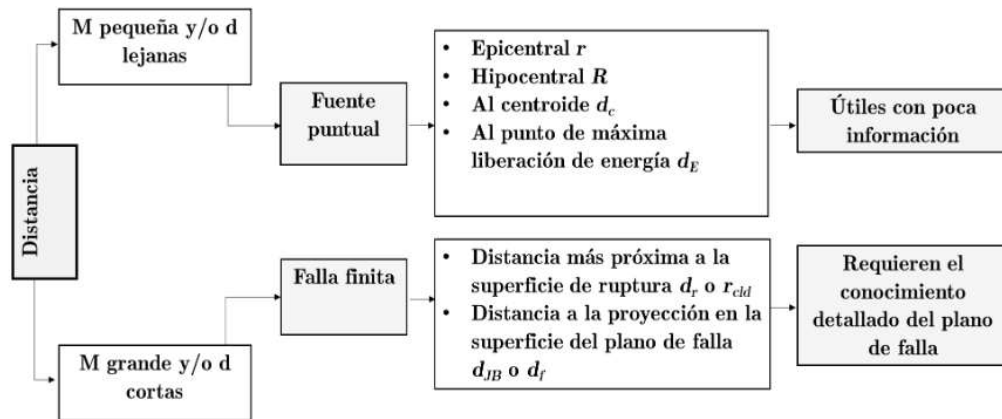 M pequeña y/o d
lejanas
Distancia
Fuente
puntual
• Epicentral r
• Hipocentral R
• Al centroide d_c
• Al punto de máxima
liberación de energía d_E
Útiles con poca
información
M grande y/o d
cortas
Falla finita
• Distancia más próxima a la
superficie de ruptura d_r o r_cld
• Distancia a la proyección en la
superficie del plano de falla
d_JB o d_f
Requieren el
conocimiento
detallado del plano
de falla